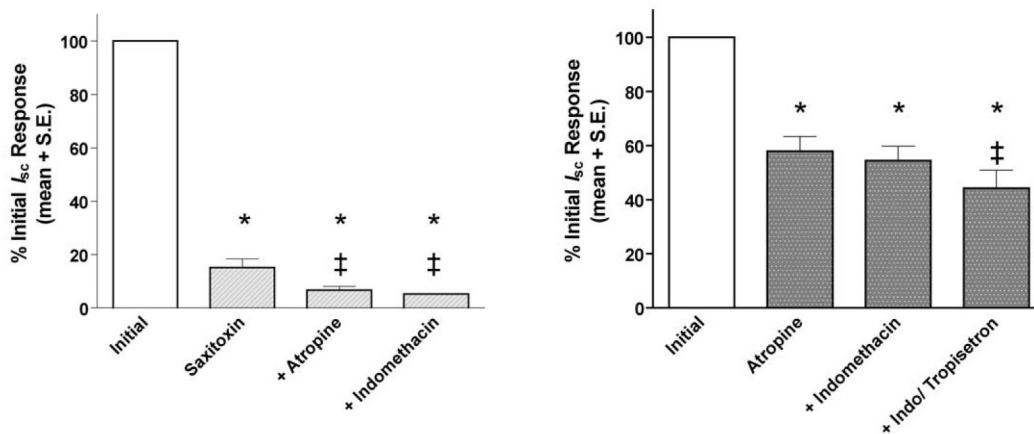 % Initial Isc Response
(mean + S.E.)
100
80
60
40
20
0
*
*
‡
*
‡
Initial
Saxitoxin
+ Atropine
+ Indomethacin
% Initial Isc Response
(mean + S.E.)
100
80
60
40
20
0
*
*
*
‡
Initial
Atropine
+ Indomethacin
+ Indo/ Tropisetron